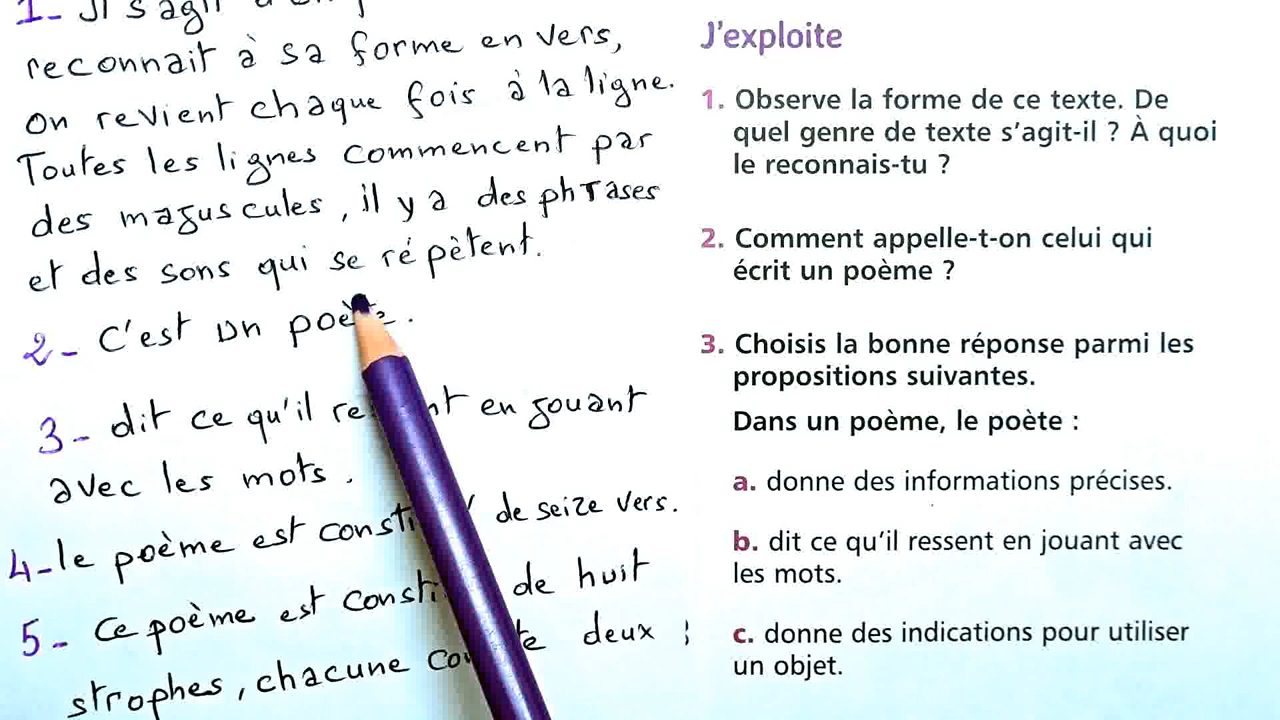 1- Il s'agit
reconnait à sa forme en vers,
on revient chaque fois à la ligne.
Toutes les lignes commencent par
des majuscules, il y a des phrases
et des sons qui se répètent.
2- C'est un poète.
3- dit ce qu'il en jouant
avec les mots.
4- le poème est de seize vers.
5- Ce poème est de huit
strophes, chacune deux
J'exploite
1. Observe la forme de ce texte. De
quel genre de texte s'agit-il ? À quoi
le reconnais-tu ?
2. Comment appelle-t-on celui qui
écrit un poème ?
3. Choisis la bonne réponse parmi les
propositions suivantes.
Dans un poème, le poète :
a. donne des informations précises.
b. dit ce qu'il ressent en jouant avec
les mots.
c. donne des indications pour utiliser
un objet.